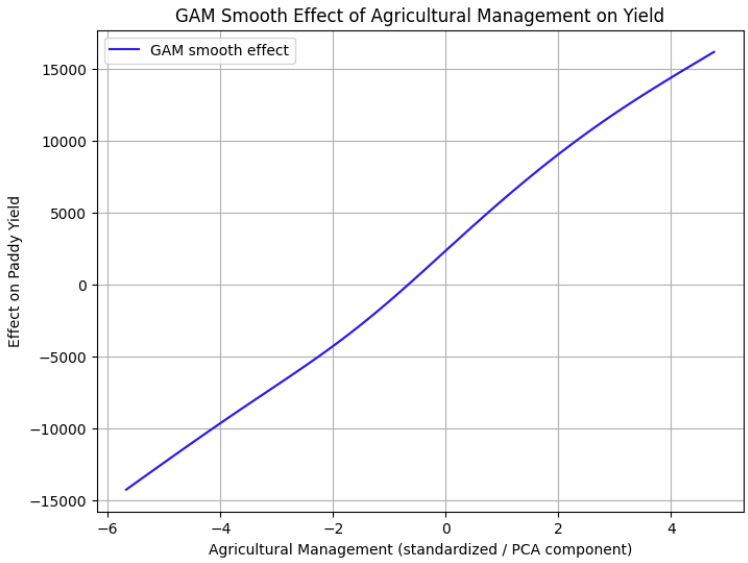 GAM Smooth Effect of Agricultural Management on Yield
GAM smooth effect
15000
10000
5000
0
−5000
−10000
−15000
Effect on Paddy Yield
−6 −4 −2 0 2 4
Agricultural Management (standardized / PCA component)